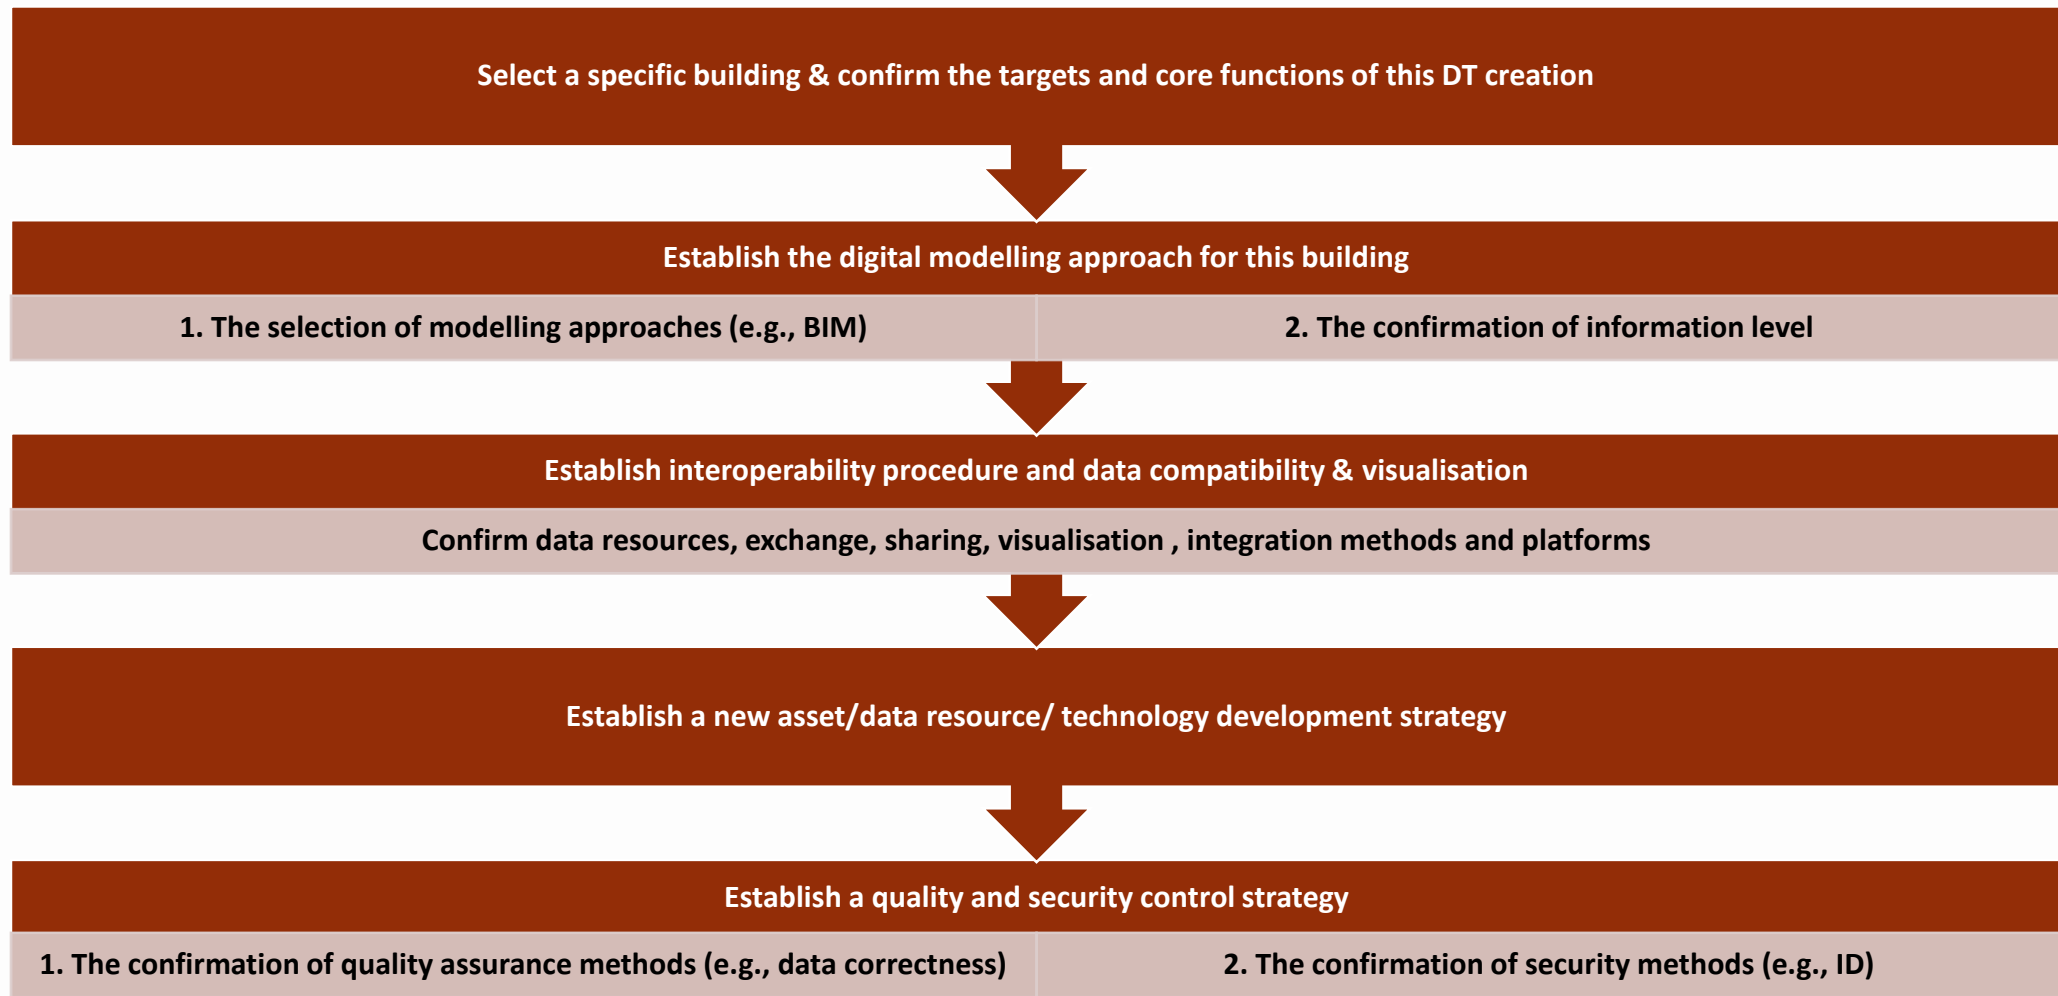 Select a specific building & confirm the targets and core functions of this DT creation
Establish the digital modelling approach for this building
1. The selection of modelling approaches (e.g., BIM)
2. The confirmation of information level
Establish interoperability procedure and data compatibility & visualisation
Confirm data resources, exchange, sharing, visualisation , integration methods and platforms
Establish a new asset/data resource/ technology development strategy
Establish a quality and security control strategy
1. The confirmation of quality assurance methods (e.g., data correctness)
2. The confirmation of security methods (e.g., ID)